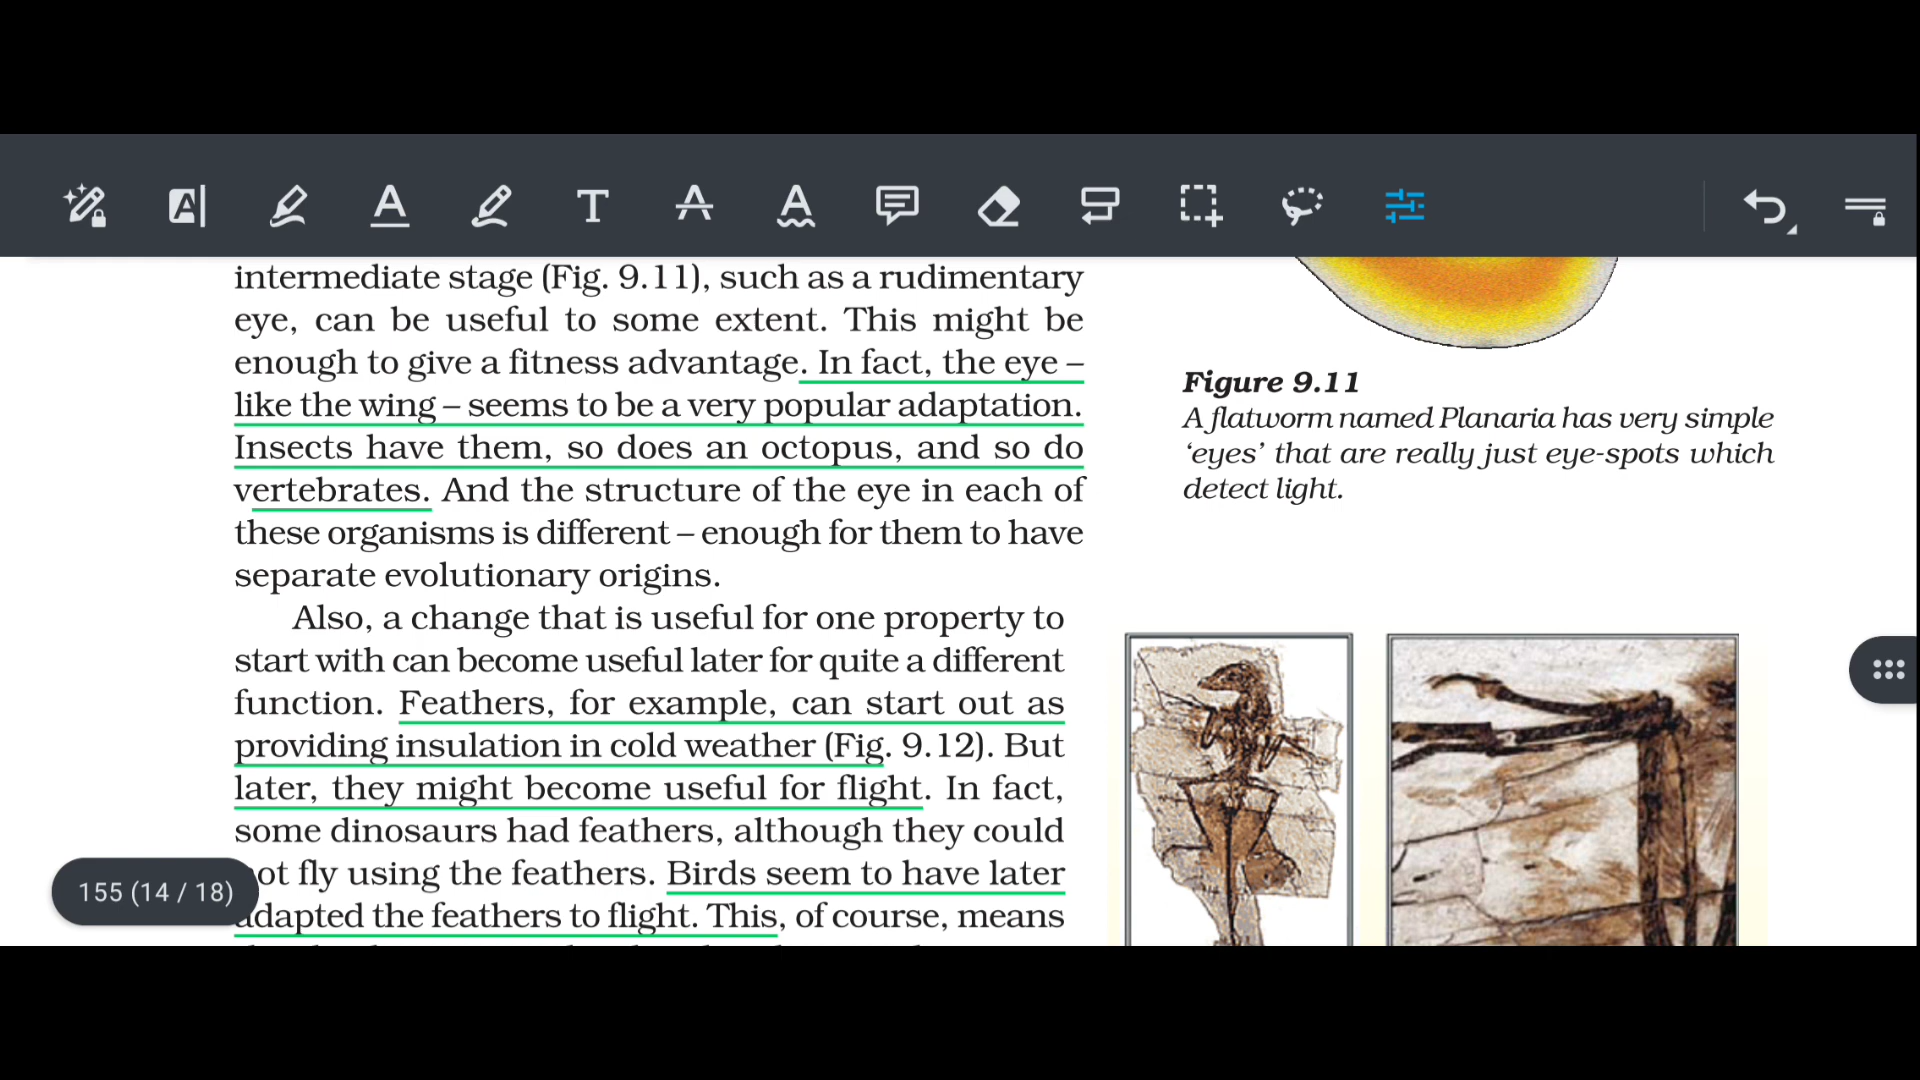 intermediate stage (Fig. 9.11), such as a rudimentary
eye, can be useful to some extent. This might be
enough to give a fitness advantage. In fact, the eye –
like the wing – seems to be a very popular adaptation.
Insects have them, so does an octopus, and so do
vertebrates. And the structure of the eye in each of
these organisms is different – enough for them to have
separate evolutionary origins.
Also, a change that is useful for one property to
start with can become useful later for quite a different
function. Feathers, for example, can start out as
providing insulation in cold weather (Fig. 9.12). But
later, they might become useful for flight. In fact,
some dinosaurs had feathers, although they could
not fly using the feathers. Birds seem to have later
adapted the feathers to flight. This, of course, means
Figure 9.11
A flatworm named Planaria has very simple
‘eyes’ that are really just eye-spots which
detect light.
155 (14 / 18)